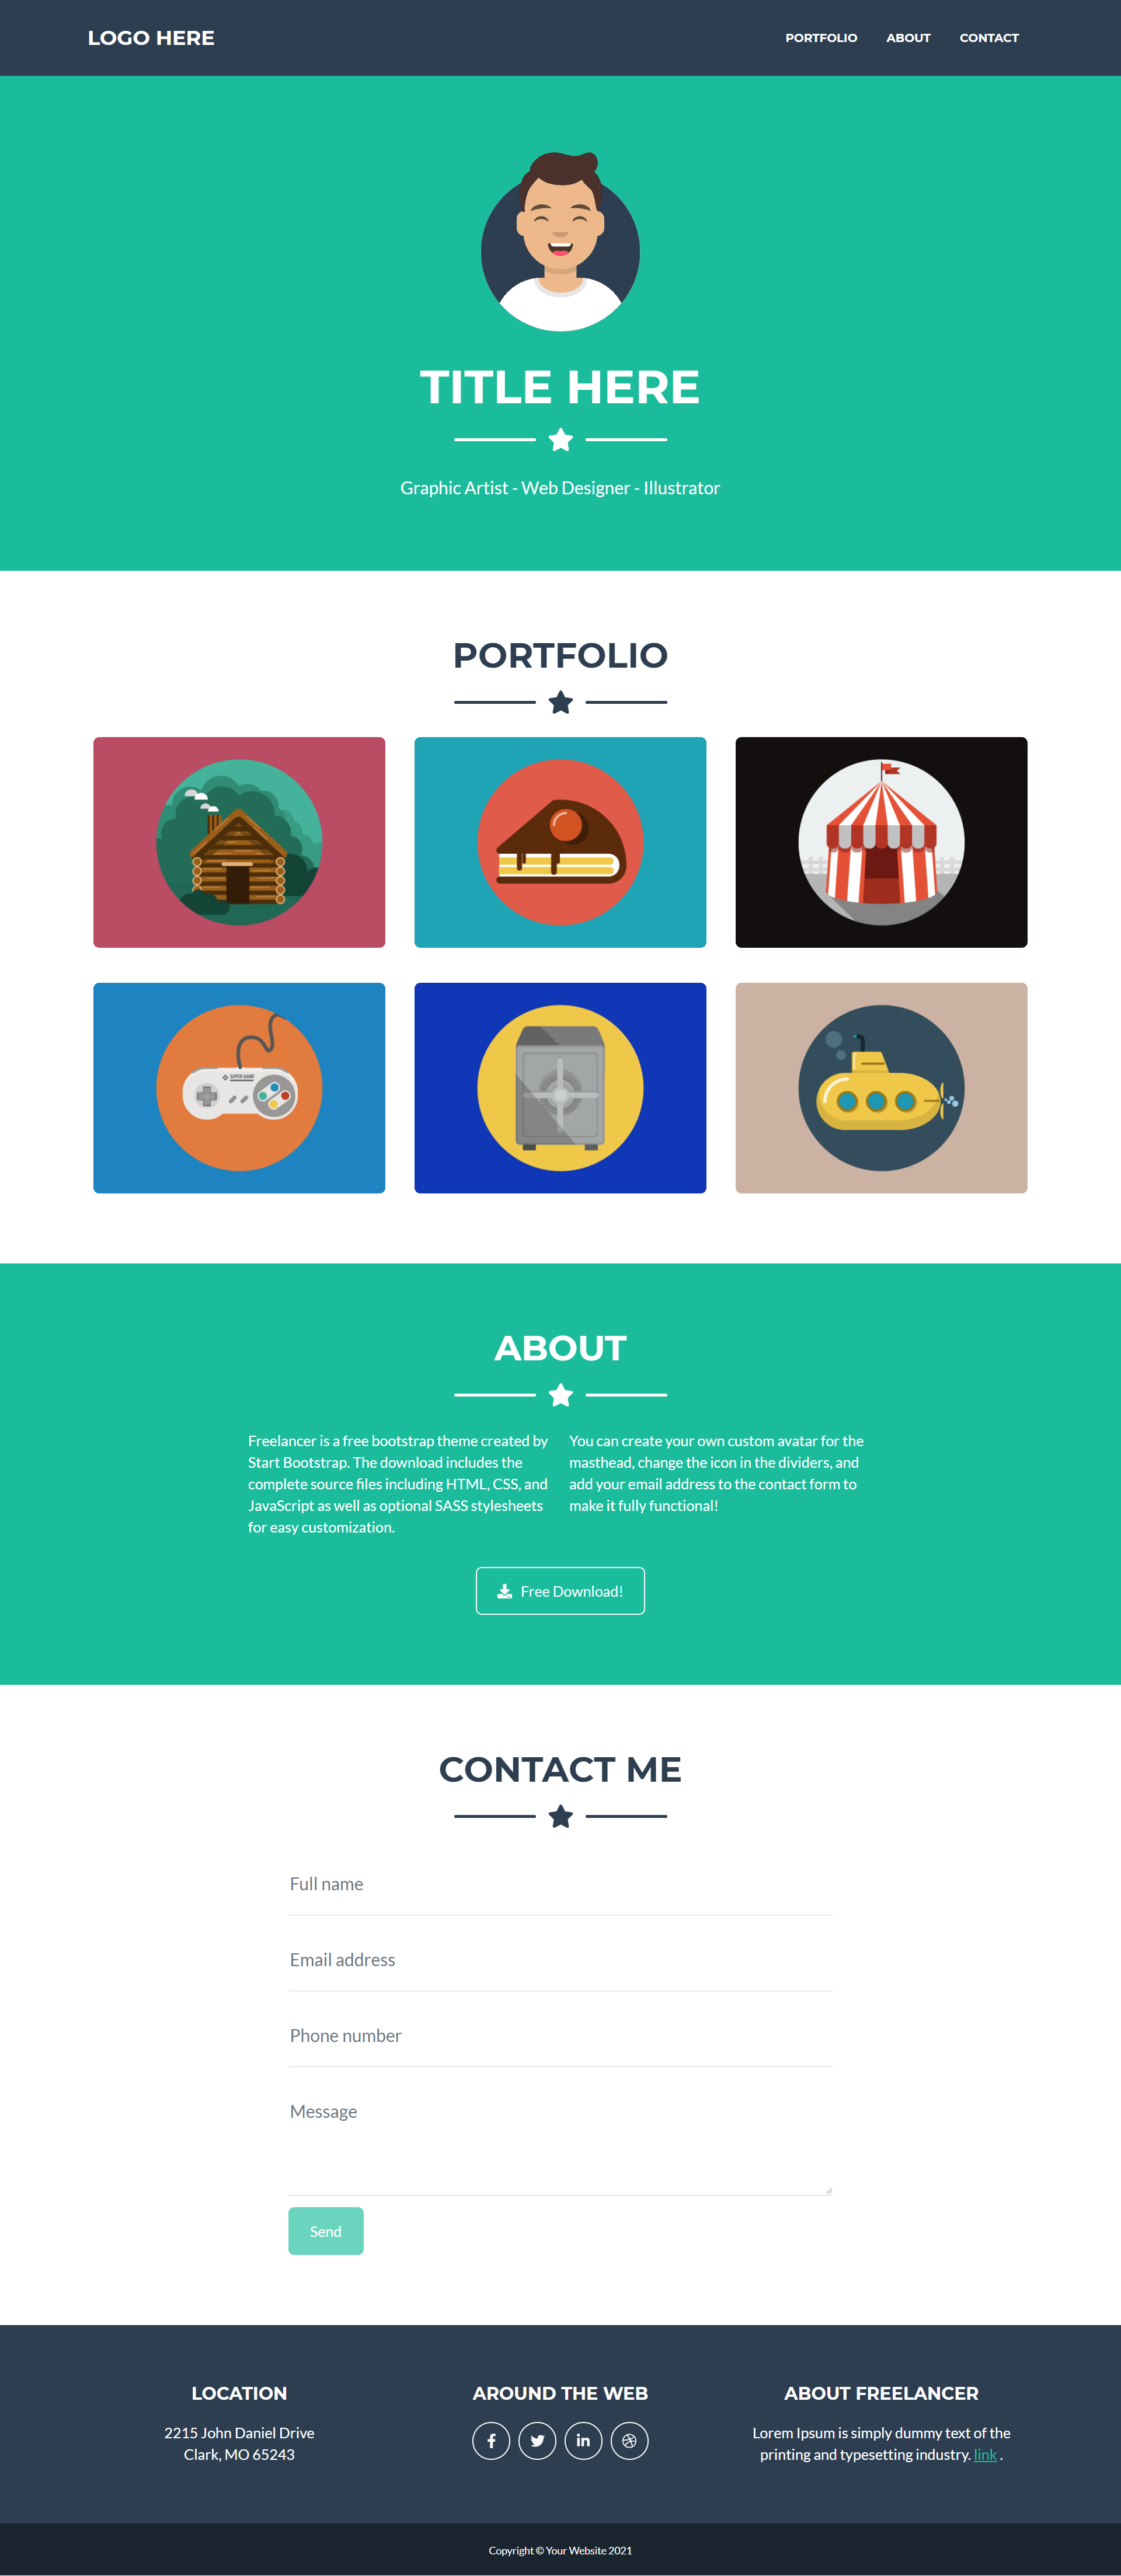 LOGO HERE
PORTFOLIO
ABOUT
CONTACT
TITLE HERE
Graphic Artist - Web Designer - Illustrator
PORTFOLIO
SUPER GAME
ABOUT
Freelancer is a free bootstrap theme created by
Start Bootstrap. The download includes the
complete source files including HTML, CSS, and
JavaScript as well as optional SASS stylesheets
for easy customization.
You can create your own custom avatar for the
masthead, change the icon in the dividers, and
add your email address to the contact form to
make it fully functional!
Free Download!
CONTACT ME
Full name
Email address
Phone number
Message
Send
LOCATION
2215 John Daniel Drive
Clark, MO 65243
AROUND THE WEB
ABOUT FREELANCER
Lorem Ipsum is simply dummy text of the
printing and typesetting industry. link .
Copyright © Your Website 2021